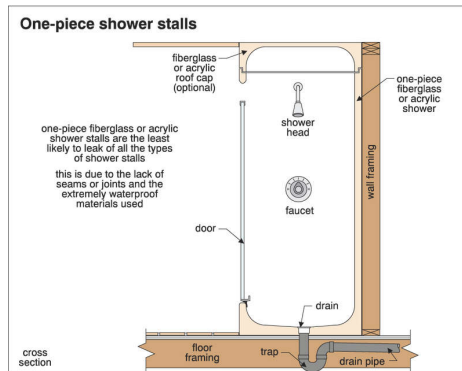 One-piece shower stalls
fiberglass
or acrylic
roof cap
(optional)
one-piece
fiberglass
or acrylic
shower
shower
head
one-piece fiberglass or acrylic
shower stalls are the least
likely to leak of all the types
of shower stalls
this is due to the lack of
seams or joints and the
extremely waterproof
materials used
wall framing
faucet
door
drain
cross
section
floor
framing
trap
drain pipe